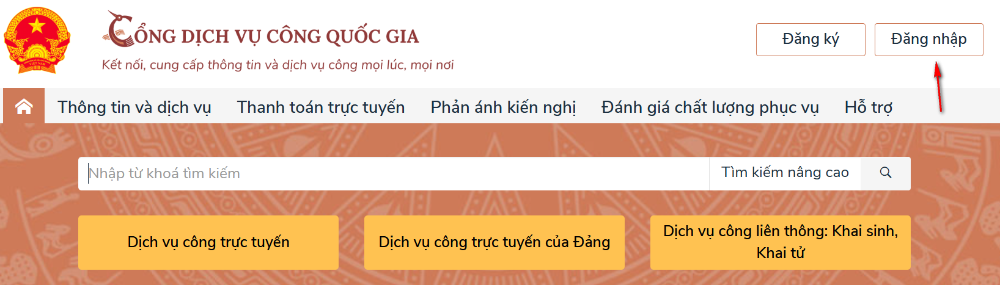 CỔNG DỊCH VỤ CÔNG QUỐC GIA
Kết nối, cung cấp thông tin và dịch vụ công mọi lúc, mọi nơi
Đăng ký
Đăng nhập
Thông tin và dịch vụ
Thanh toán trực tuyến
Phản ánh kiến nghị
Đánh giá chất lượng phục vụ
Hỗ trợ
Nhập từ khoá tìm kiếm
Tìm kiếm nâng cao
Dịch vụ công trực tuyến
Dịch vụ công trực tuyến của Đảng
Dịch vụ công liên thông: Khai sinh,
Khai tử